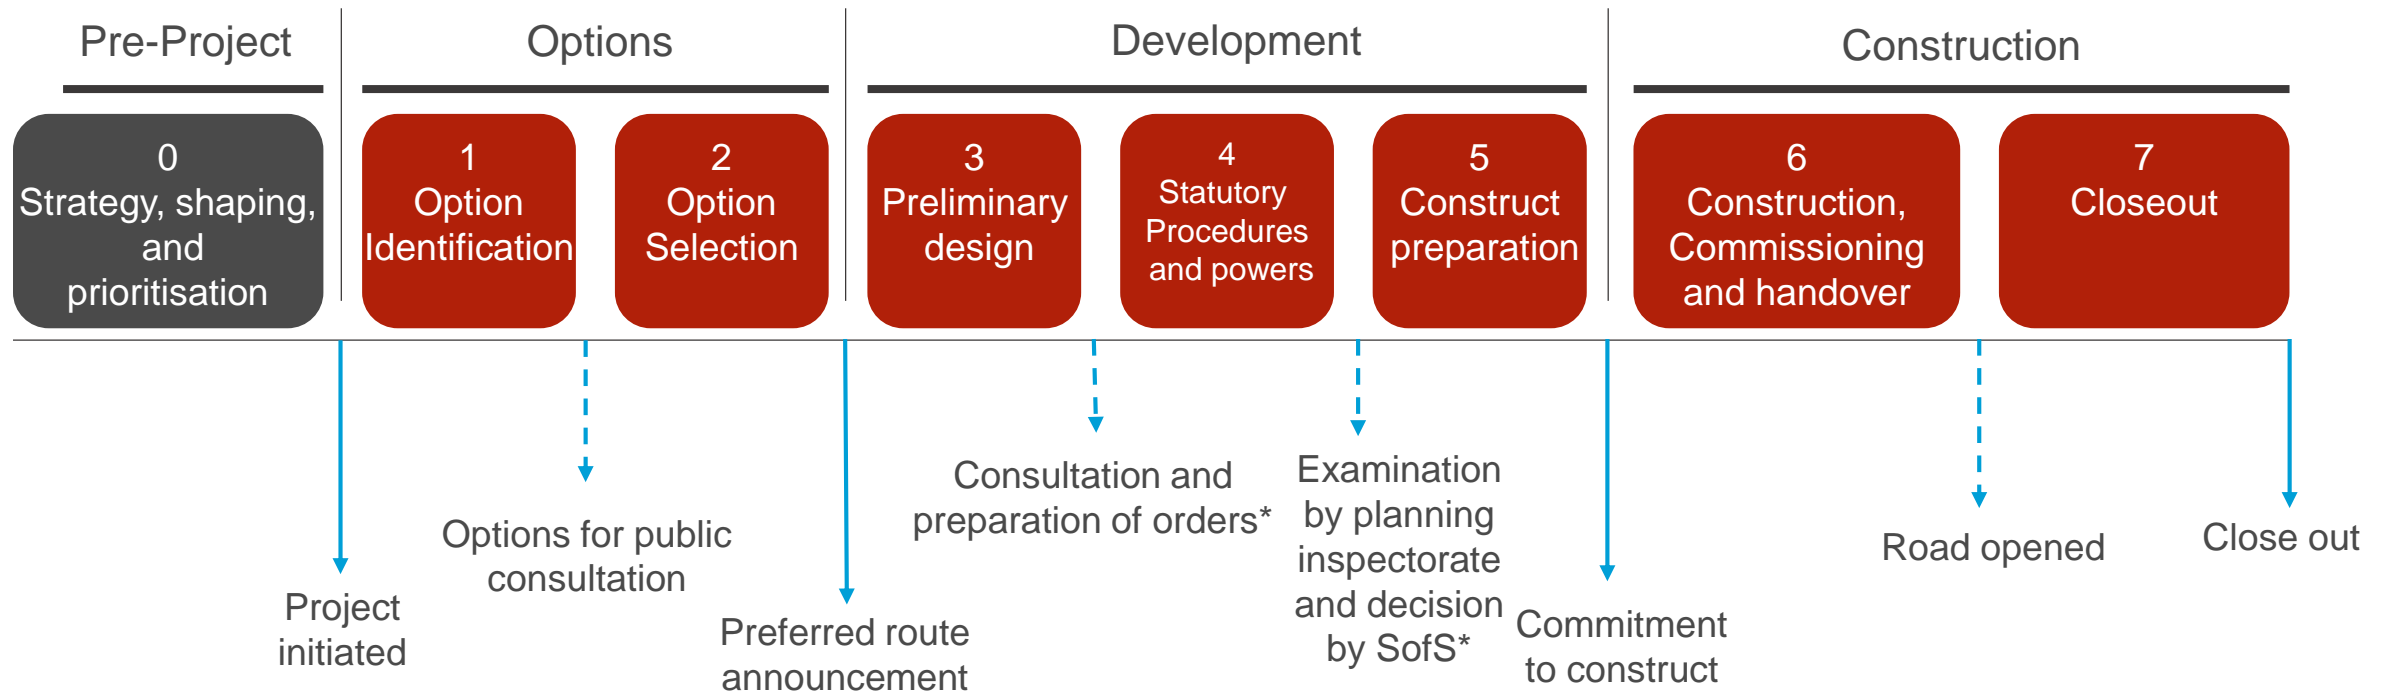 Pre-Project
Options
Development
Construction
0
Strategy, shaping,
and
prioritisation
1
Option
Identification
2
Option
Selection
3
Preliminary
design
4
Statutory
Procedures
and powers
5
Construct
preparation
6
Construction,
Commissioning
and handover
7
Closeout
Project
initiated
Options for public
consultation
Preferred route
announcement
Consultation and
preparation of orders*
Examination
by planning
inspectorate
and decision
by SofS*
Commitment
to construct
Road opened
Close out